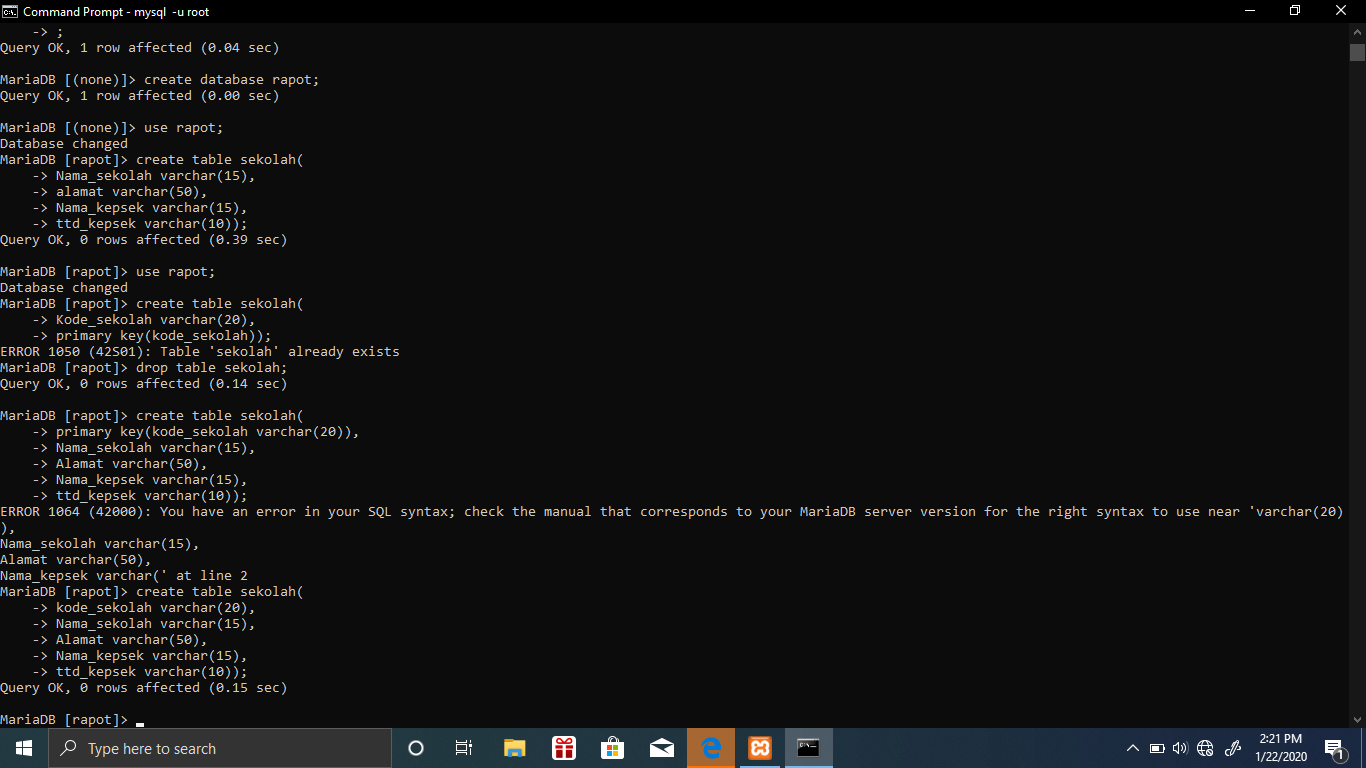 Command Prompt - mysql  -u root
    -> ;
Query OK, 1 row affected (0.04 sec)
MariaDB [(none)]> create database rapot;
Query OK, 1 row affected (0.00 sec)
MariaDB [(none)]> use rapot;
Database changed
MariaDB [rapot]> create table sekolah(
    -> Nama_sekolah varchar(15),
    -> alamat varchar(50),
    -> Nama_kepsek varchar(15),
    -> ttd_kepsek varchar(10));
Query OK, 0 rows affected (0.39 sec)
MariaDB [rapot]> use rapot;
Database changed
MariaDB [rapot]> create table sekolah(
    -> Kode_sekolah varchar(20),
    -> primary key(kode_sekolah));
ERROR 1050 (42S01): Table 'sekolah' already exists
MariaDB [rapot]> drop table sekolah;
Query OK, 0 rows affected (0.14 sec)
MariaDB [rapot]> create table sekolah(
    -> primary key(kode_sekolah varchar(20)),
    -> Nama_sekolah varchar(15),
    -> Alamat varchar(50),
    -> Nama_kepsek varchar(15),
    -> ttd_kepsek varchar(10));
ERROR 1064 (42000): You have an error in your SQL syntax; check the manual that corresponds to your MariaDB server version for the right syntax to use near 'varchar(20)
),
Nama_sekolah varchar(15),
Alamat varchar(50),
Nama_kepsek varchar(' at line 2
MariaDB [rapot]> create table sekolah(
    -> kode_sekolah varchar(20),
    -> Nama_sekolah varchar(15),
    -> Alamat varchar(50),
    -> Nama_kepsek varchar(15),
    -> ttd_kepsek varchar(10));
Query OK, 0 rows affected (0.15 sec)
MariaDB [rapot]>
Type here to search
2:21 PM
1/22/2020
1